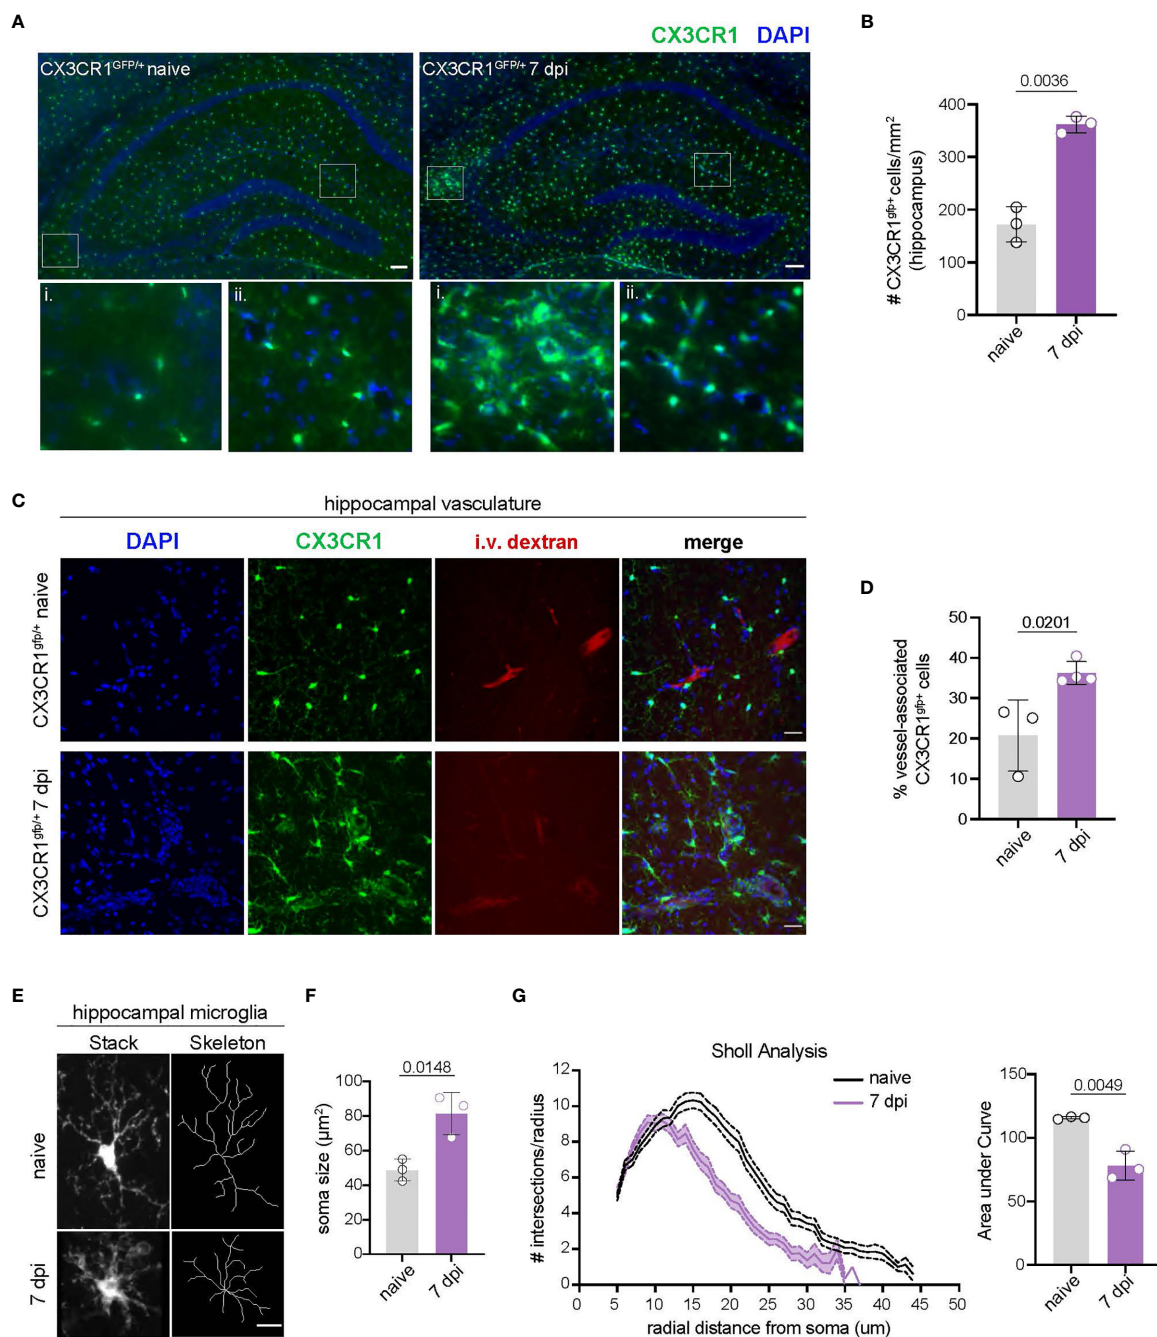 A
CX3CR1 DAPI
CX3CR1GFP/+ naive
CX3CR1GFP/+ 7 dpi
i.
ii.
i.
ii.
B
0.0036
# CX3CR1gfp+ cells/mm2
(hippocampus)
400
300
200
100
0
naive
7 dpi
C
hippocampal vasculature
DAPI
CX3CR1
i.v. dextran
merge
CX3CR1gfp/+ naive
CX3CR1gfp/+ 7 dpi
D
0.0201
% vessel-associated
CX3CR1gfp+ cells
50
40
30
20
10
0
naive
7 dpi
E
hippocampal microglia
Stack
Skeleton
naive
7 dpi
F
0.0148
soma size (µm2)
100
80
60
40
20
0
naive
7 dpi
G
Sholl Analysis
naive
7 dpi
# intersections/radius
12
10
8
6
4
2
0
0 5 10 15 20 25 30 35 40 45 50
radial distance from soma (um)
0.0049
Area under Curve
150
100
50
0
naive
7 dpi